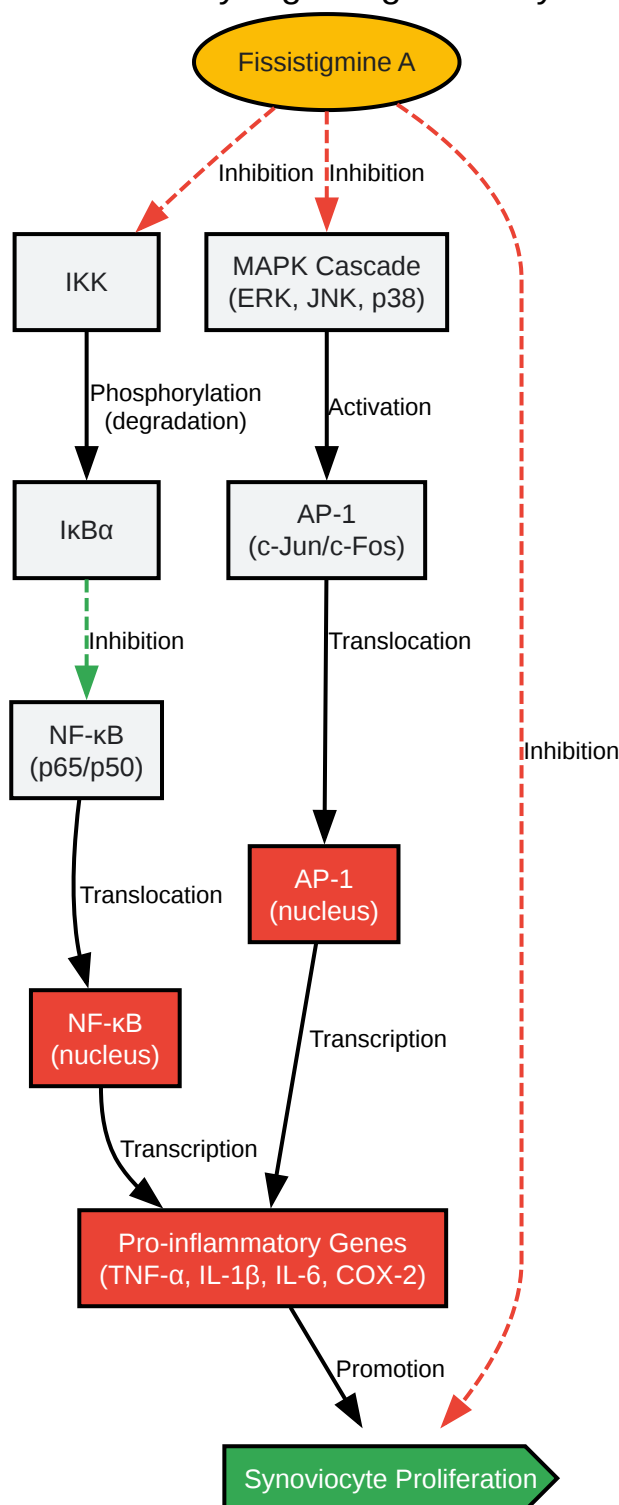 Fissistigmine A
Inhibition
Inhibition
IKK
MAPK Cascade
(ERK, JNK, p38)
Phosphorylation
(degradation)
Activation
IκBα
AP-1
(c-Jun/c-Fos)
Inhibition
Translocation
NF-κB
(p65/p50)
Inhibition
Translocation
AP-1
(nucleus)
NF-κB
(nucleus)
Transcription
Transcription
Pro-inflammatory Genes
(TNF-α, IL-1β, IL-6, COX-2)
Promotion
Synoviocyte Proliferation